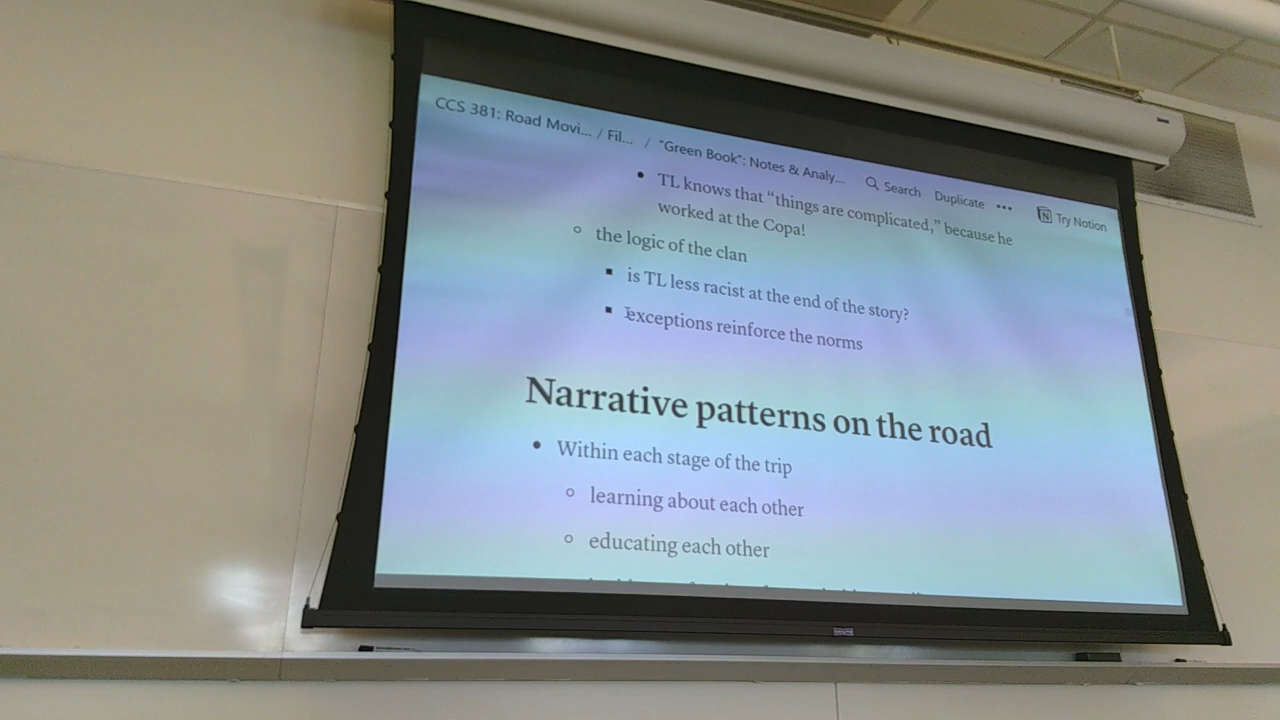 CCS 381: Road Movi... / Fil... / "Green Book": Notes & Analy... Search Duplicate ••• Try Notion
• TL knows that “things are complicated,” because he
worked at the Copa!
◦ the logic of the clan
▪ is TL less racist at the end of the story?
▪ exceptions reinforce the norms
Narrative patterns on the road
• Within each stage of the trip
◦ learning about each other
◦ educating each other